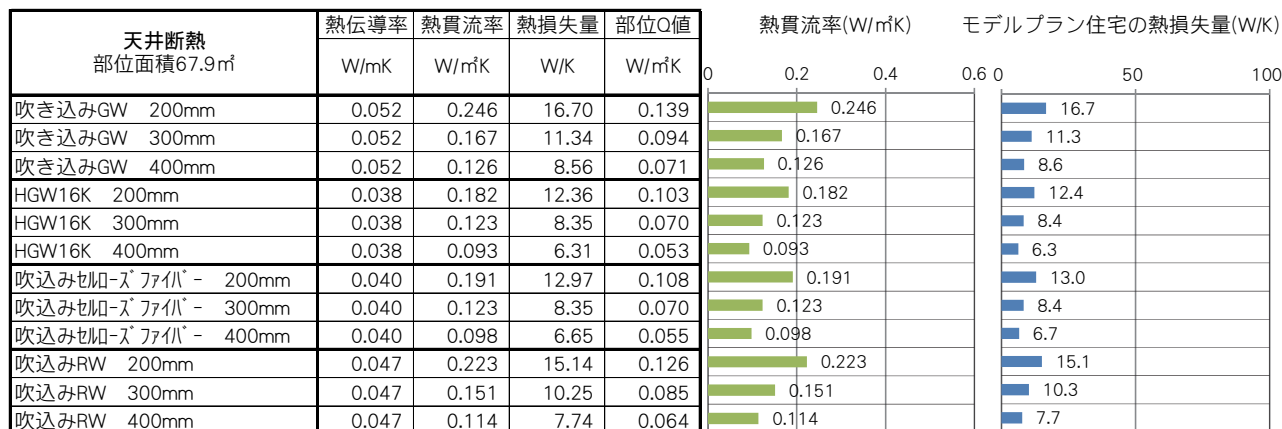 天井断熱
部位面積67.9㎡
熱伝導率 熱貫流率 熱損失量 部位Q値
W/mK W/㎡K W/K W/㎡K
熱貫流率(W/㎡K) モデルプラン住宅の熱損失量(W/K)
0 0.2 0.4 0.6 0 50 100
吹き込みGW 200mm 0.052 0.246 16.70 0.139 0.246 16.7
吹き込みGW 300mm 0.052 0.167 11.34 0.094 0.167 11.3
吹き込みGW 400mm 0.052 0.126 8.56 0.071 0.126 8.6
HGW16K 200mm 0.038 0.182 12.36 0.103 0.182 12.4
HGW16K 300mm 0.038 0.123 8.35 0.070 0.123 8.4
HGW16K 400mm 0.038 0.093 6.31 0.053 0.093 6.3
吹込みｾﾙﾛｰｽﾞﾌｧｲﾊﾞｰ 200mm 0.040 0.191 12.97 0.108 0.191 13.0
吹込みｾﾙﾛｰｽﾞﾌｧｲﾊﾞｰ 300mm 0.040 0.123 8.35 0.070 0.123 8.4
吹込みｾﾙﾛｰｽﾞﾌｧｲﾊﾞｰ 400mm 0.040 0.098 6.65 0.055 0.098 6.7
吹込みRW 200mm 0.047 0.223 15.14 0.126 0.223 15.1
吹込みRW 300mm 0.047 0.151 10.25 0.085 0.151 10.3
吹込みRW 400mm 0.047 0.114 7.74 0.064 0.114 7.7